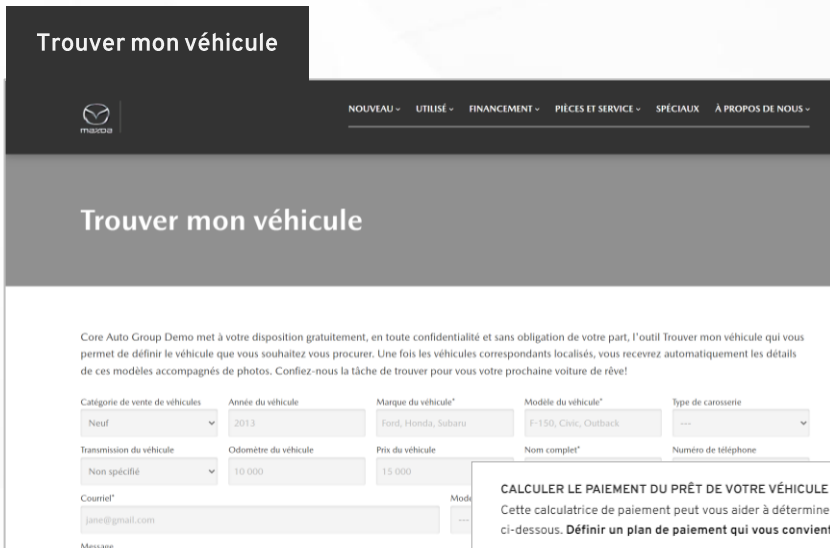 Trouver mon véhicule
mazda
NOUVEAU UTILISÉ FINANCEMENT PIÈCES ET SERVICE SPÉCIAUX À PROPOS DE NOUS
Trouver mon véhicule
Core Auto Group Demo met à votre disposition gratuitement, en toute confidentialité et sans obligation de votre part, l'outil Trouver mon véhicule qui vous
permet de définir le véhicule que vous souhaitez vous procurer. Une fois les véhicules correspondants localisés, vous recevrez automatiquement les détails
de ces modèles accompagnés de photos. Confiez-nous la tâche de trouver pour vous votre prochaine voiture de rêve!
Catégorie de vente de véhicules Année du véhicule Marque du véhicule* Modèle du véhicule* Type de carosserie
Neuf 2013 Ford, Honda, Subaru F-150, Civic, Outback ---
Transmission du véhicule Odomètre du véhicule Prix du véhicule Nom complet* Numéro de téléphone
Non spécifié 10 000 15 000
Courriel* Mode
jane@gmail.com ---
Message
CALCULER LE PAIEMENT DU PRÊT DE VOTRE VÉHICULE
Cette calculatrice de paiement peut vous aider à détermine
ci-dessous. Définir un plan de paiement qui vous convient